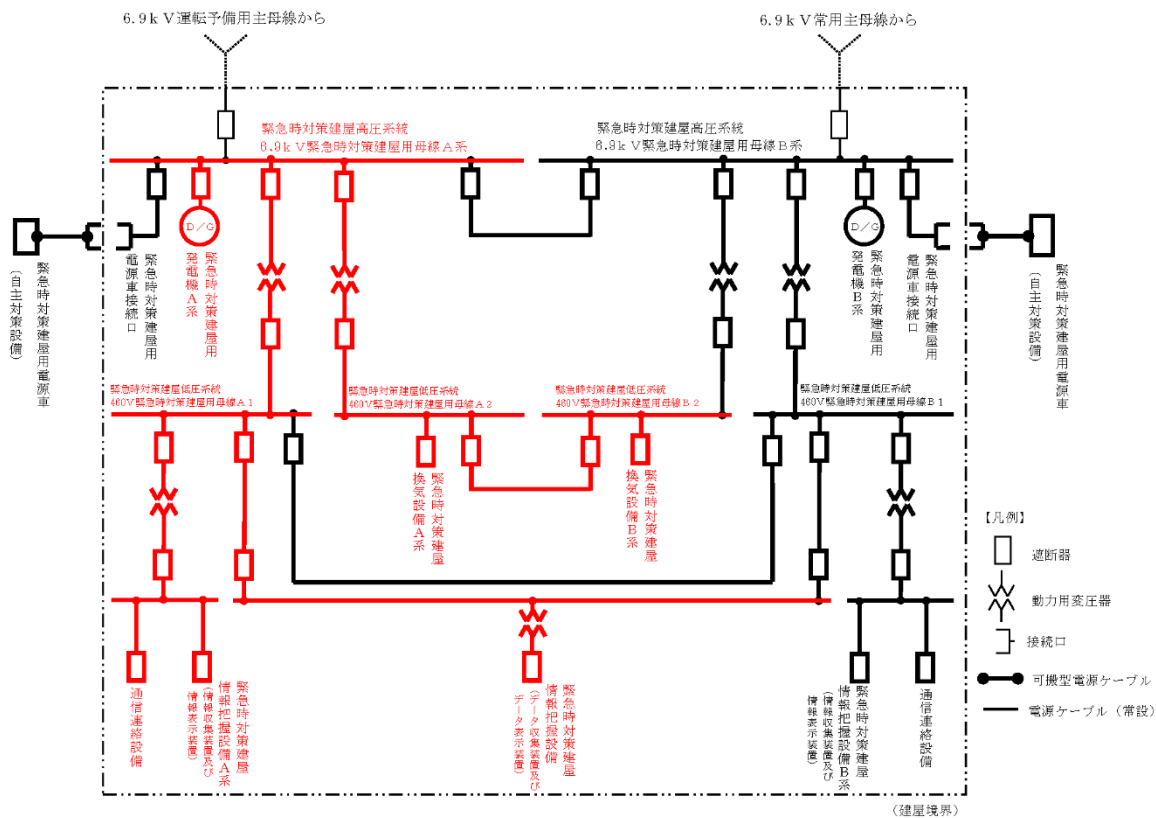 6.9kV運転予備用主母線から
6.9kV常用主母線から
緊急時対策建屋高圧系統
6.9kV緊急時対策建屋用母線A系
緊急時対策建屋高圧系統
6.9kV緊急時対策建屋用母線B系
緊急時対策建屋用電源車
(自主対策設備)
緊急時対策建屋用
電源車接続口
D/G
緊急時対策建屋用
発電機A系
D/G
緊急時対策建屋用
発電機B系
緊急時対策建屋用
電源車接続口
緊急時対策建屋用電源車
(自主対策設備)
緊急時対策建屋低圧系統
460V緊急時対策建屋用母線A1
緊急時対策建屋低圧系統
460V緊急時対策建屋用母線A2
緊急時対策建屋低圧系統
460V緊急時対策建屋用母線B2
緊急時対策建屋低圧系統
460V緊急時対策建屋用母線B1
緊急時対策建屋
換気設備A系
緊急時対策建屋
換気設備B系
通信連絡設備
緊急時対策建屋
情報把握設備A系
(情報収集装置及び
情報表示装置)
緊急時対策建屋
情報把握設備
(データ収集装置及び
データ表示装置)
緊急時対策建屋
情報把握設備B系
(情報収集装置及び
情報表示装置)
通信連絡設備
【凡例】
遮断器
動力用変圧器
接続口
可搬型電源ケーブル
電源ケーブル(常設)
(建屋境界)